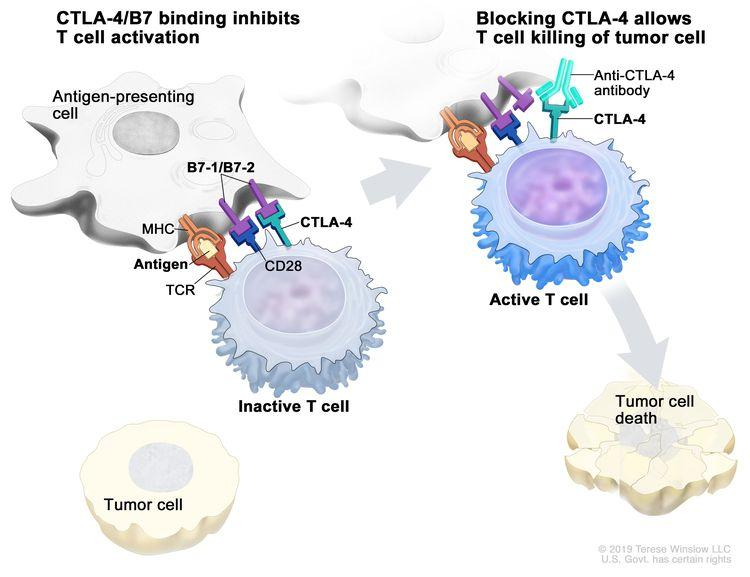 CTLA-4/B7 binding inhibits
T cell activation
Antigen-presenting
cell
B7-1/B7-2
MHC
CTLA-4
Antigen
CD28
TCR
Inactive T cell
Tumor cell
Blocking CTLA-4 allows
T cell killing of tumor cell
Anti-CTLA-4
antibody
CTLA-4
Active T cell
Tumor cell
death
© 2019 Terese Winslow LLC
U.S. Govt. has certain rights